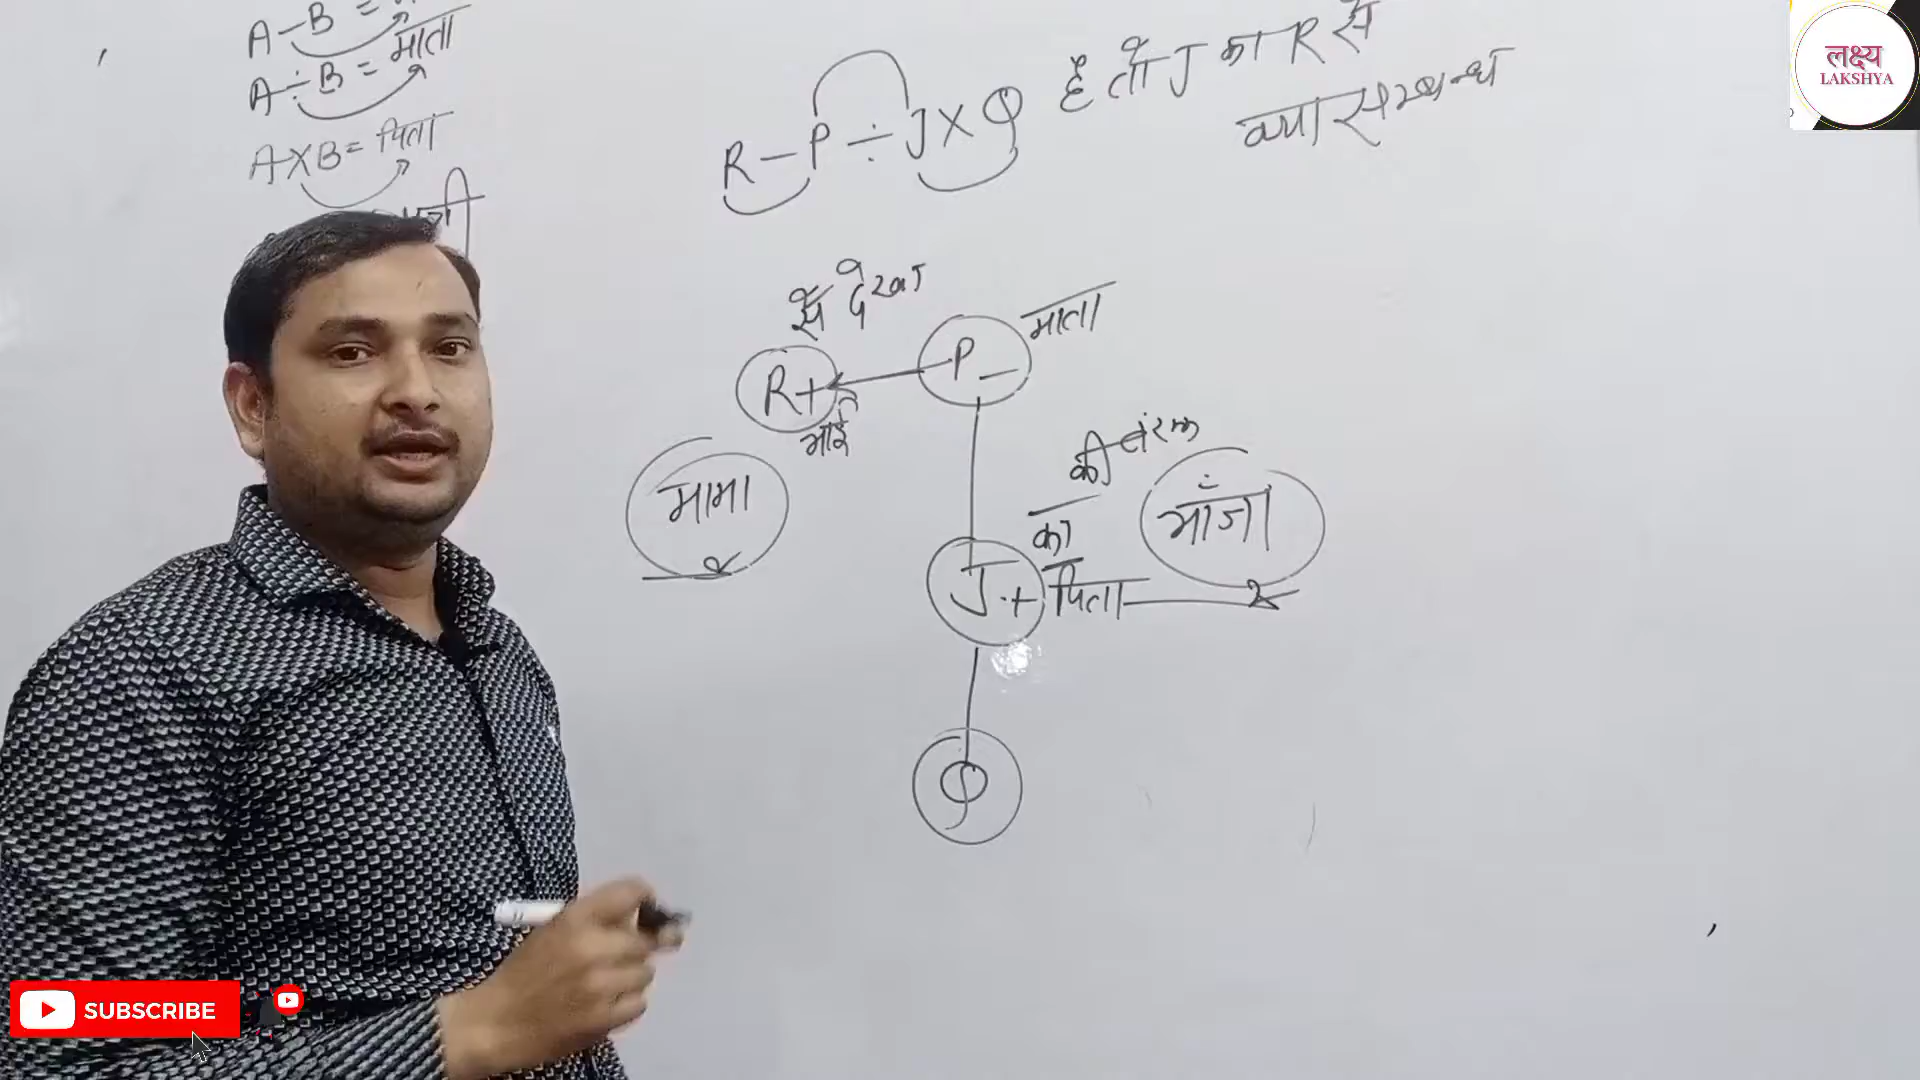 A - B =
A ÷ B = माता
A × B = पिता
R - P ÷ J × Q है तो J का R से
क्या सम्बन्ध
से देखा
P - माता
R +
भाई
मामा
की तरफ
का
भाँजा
J + पिता
Q
लक्ष्य
LAKSHYA
SUBSCRIBE